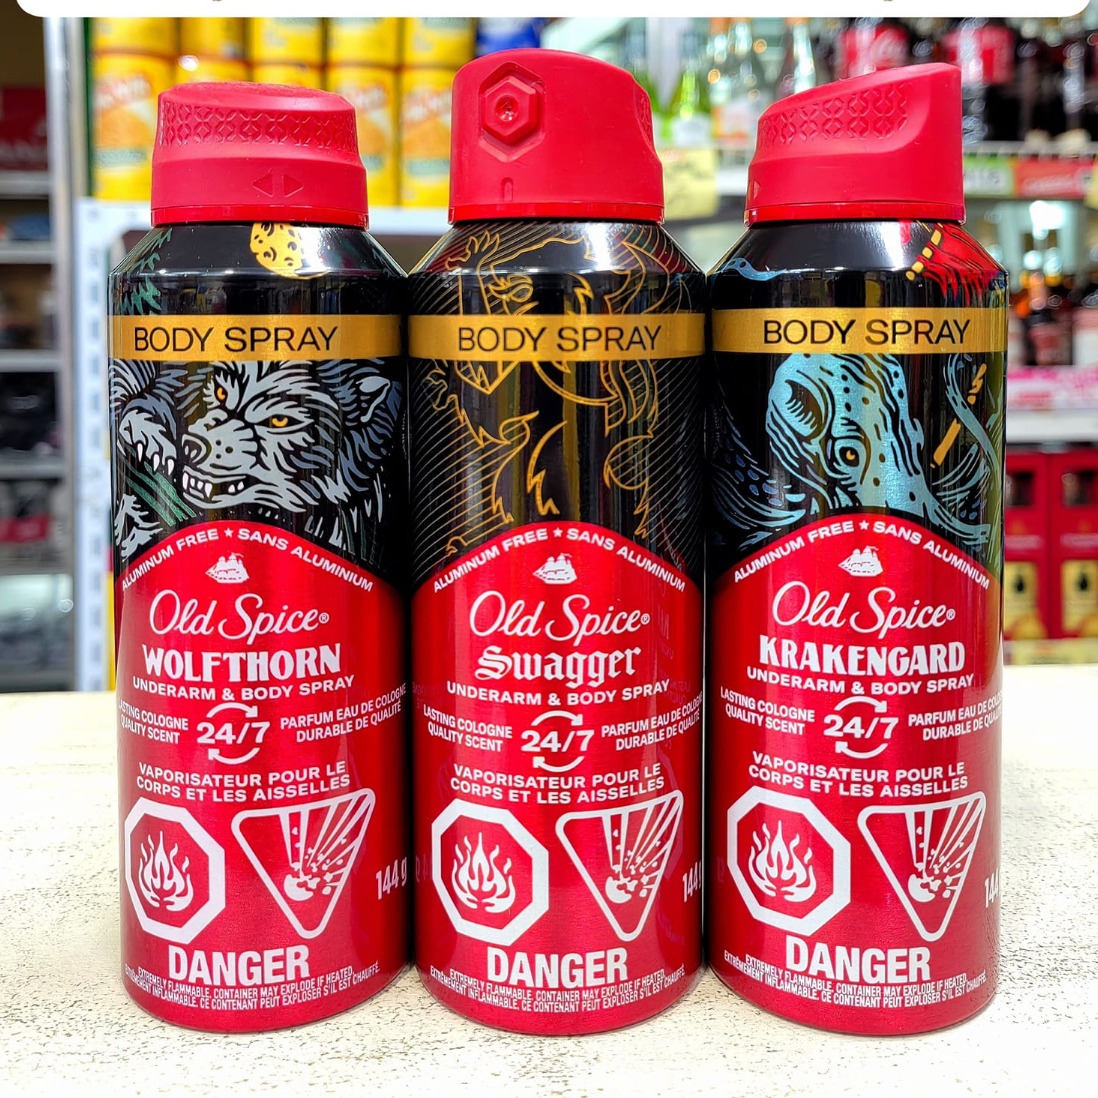 BODY SPRAY
ALUMINUM FREE ★ SANS ALUMINIUM
Old Spice®
WOLFTHORN
UNDERARM & BODY SPRAY
LASTING COLOGNE
QUALITY SCENT
24/7
PARFUM EAU DE COLOGNE
DURABLE DE QUALITÉ
VAPORISATEUR POUR LE
CORPS ET LES AISSELLES
144 g
DANGER
EXTREMELY FLAMMABLE. CONTAINER MAY EXPLODE IF HEATED.
EXTRÊMEMENT INFLAMMABLE. CE CONTENANT PEUT EXPLOSER S'IL EST CHAUFFÉ.
BODY SPRAY
ALUMINUM FREE ★ SANS ALUMINIUM
Old Spice®
Swagger
UNDERARM & BODY SPRAY
LASTING COLOGNE
QUALITY SCENT
24/7
PARFUM EAU DE COLOGNE
DURABLE DE QUALITÉ
VAPORISATEUR POUR LE
CORPS ET LES AISSELLES
144
DANGER
EXTREMELY FLAMMABLE. CONTAINER MAY EXPLODE IF HEATED.
EXTRÊMEMENT INFLAMMABLE. CE CONTENANT PEUT EXPLOSER S'IL EST CHAUFFÉ.
BODY SPRAY
ALUMINUM FREE ★ SANS ALUMINIUM
Old Spice®
KRAKENGARD
UNDERARM & BODY SPRAY
LASTING COLOGNE
QUALITY SCENT
24/7
PARFUM EAU DE COLOGNE
DURABLE DE QUALITÉ
VAPORISATEUR POUR LE
CORPS ET LES AISSELLES
144
DANGER
EXTREMELY FLAMMABLE. CONTAINER MAY EXPLODE IF HEATED.
EXTRÊMEMENT INFLAMMABLE. CE CONTENANT PEUT EXPLOSER S'IL EST CHAUFFÉ.